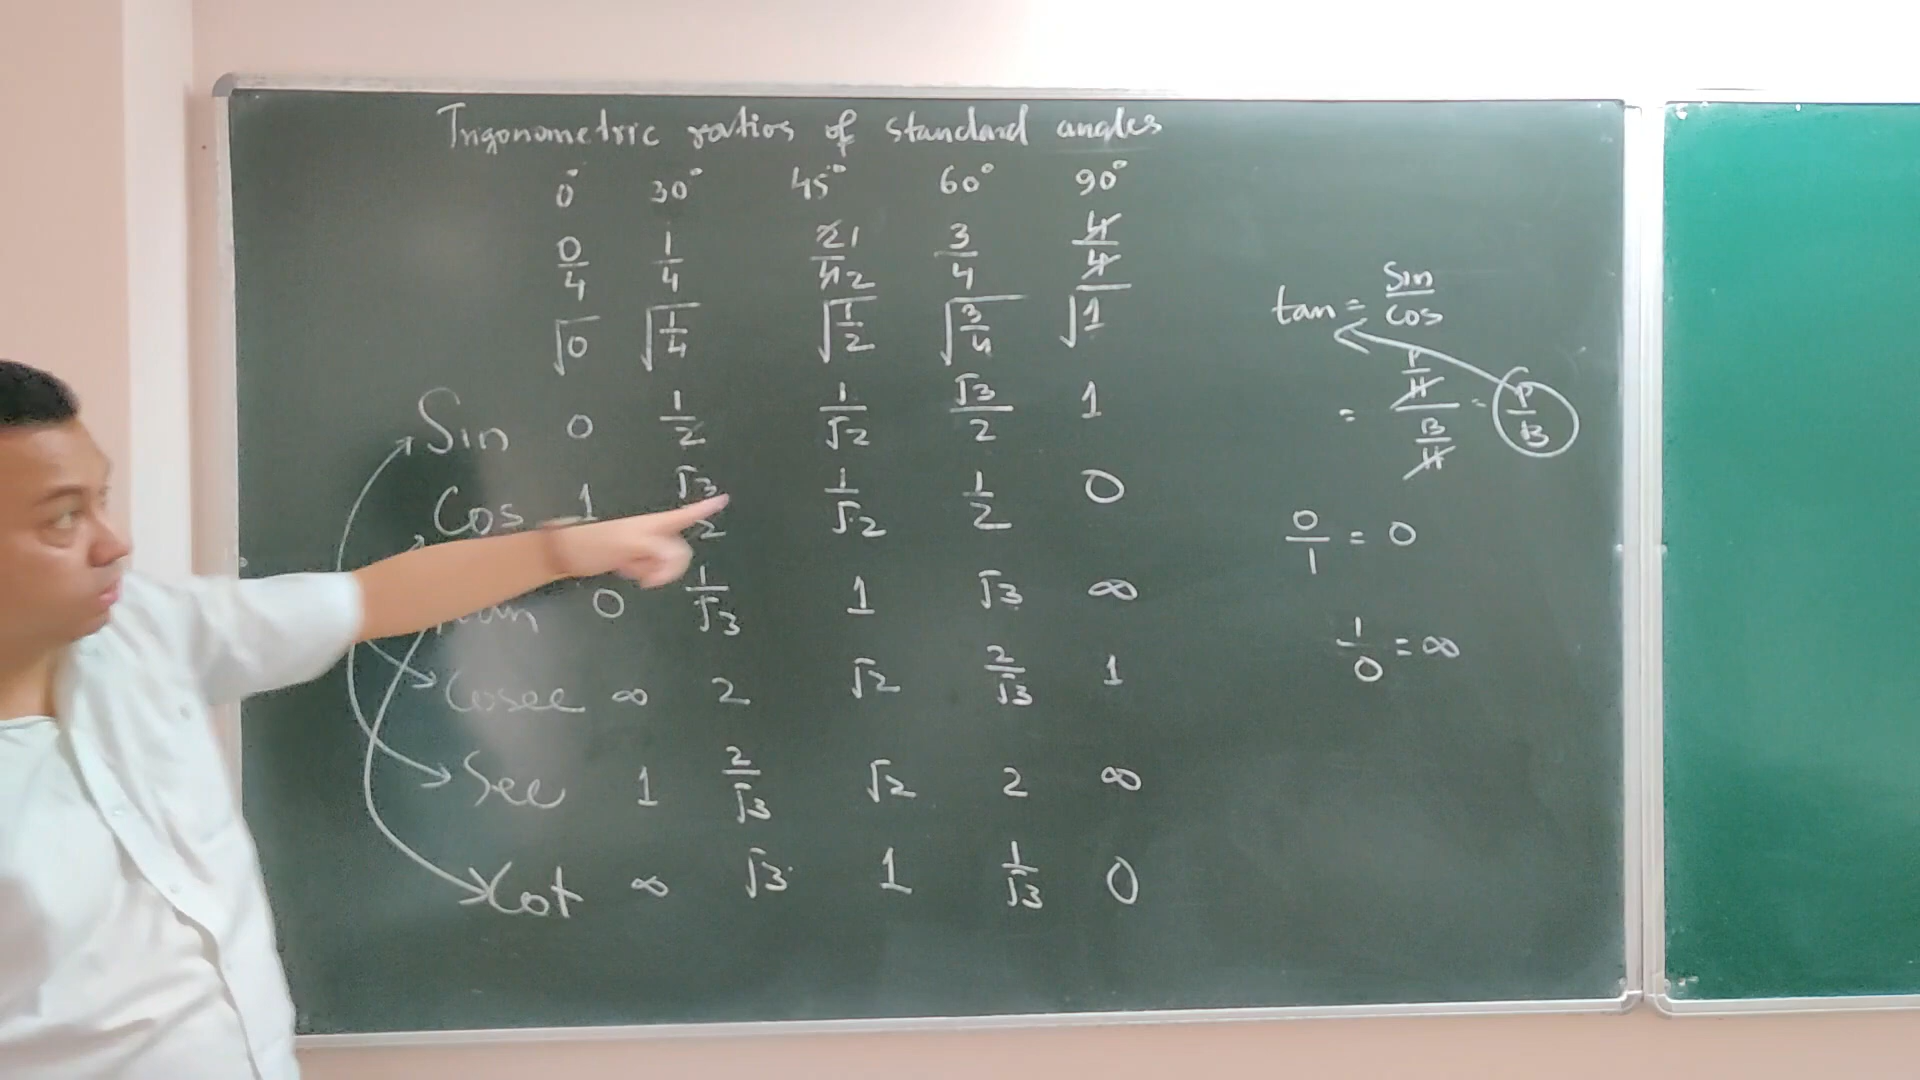 Trigonometric ratios of standard angles
0° 30° 45° 60° 90°
0/4 1/4 2/4 1/2 3/4 4/4
√0 √1/4 √1/2 √3/4 √1
Sin 0 1/2 1/√2 √3/2 1
Cos 1 √3/2 1/√2 1/2 0
tan 0 1/√3 1 √3 ∞
Cosec ∞ 2 √2 2/√3 1
Sec 1 2/√3 √2 2 ∞
Cot ∞ √3 1 1/√3 0
tan = Sin/Cos
= P/H / B/H = P/B
0/1 = 0
1/0 = ∞